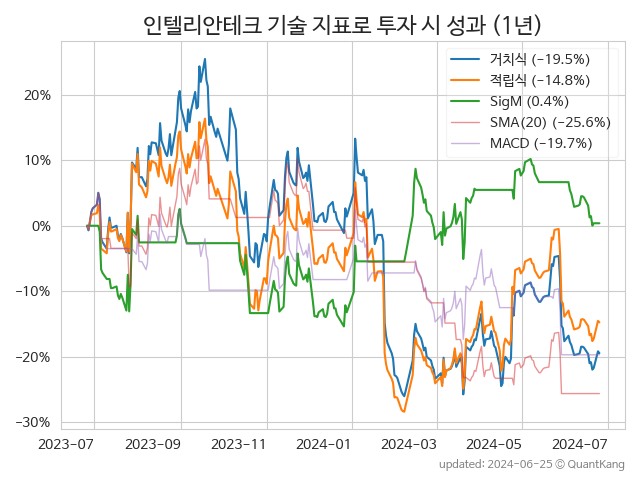 인텔리안테크 기술 지표로 투자 시 성과 (1년)
거치식 (−19.5%)
적립식 (−14.8%)
SigM (0.4%)
SMA(20) (−25.6%)
MACD (−19.7%)
20%
10%
0%
−10%
−20%
−30%
2023-07 2023-09 2023-11 2024-01 2024-03 2024-05 2024-07
updated: 2024-06-25 © QuantKang